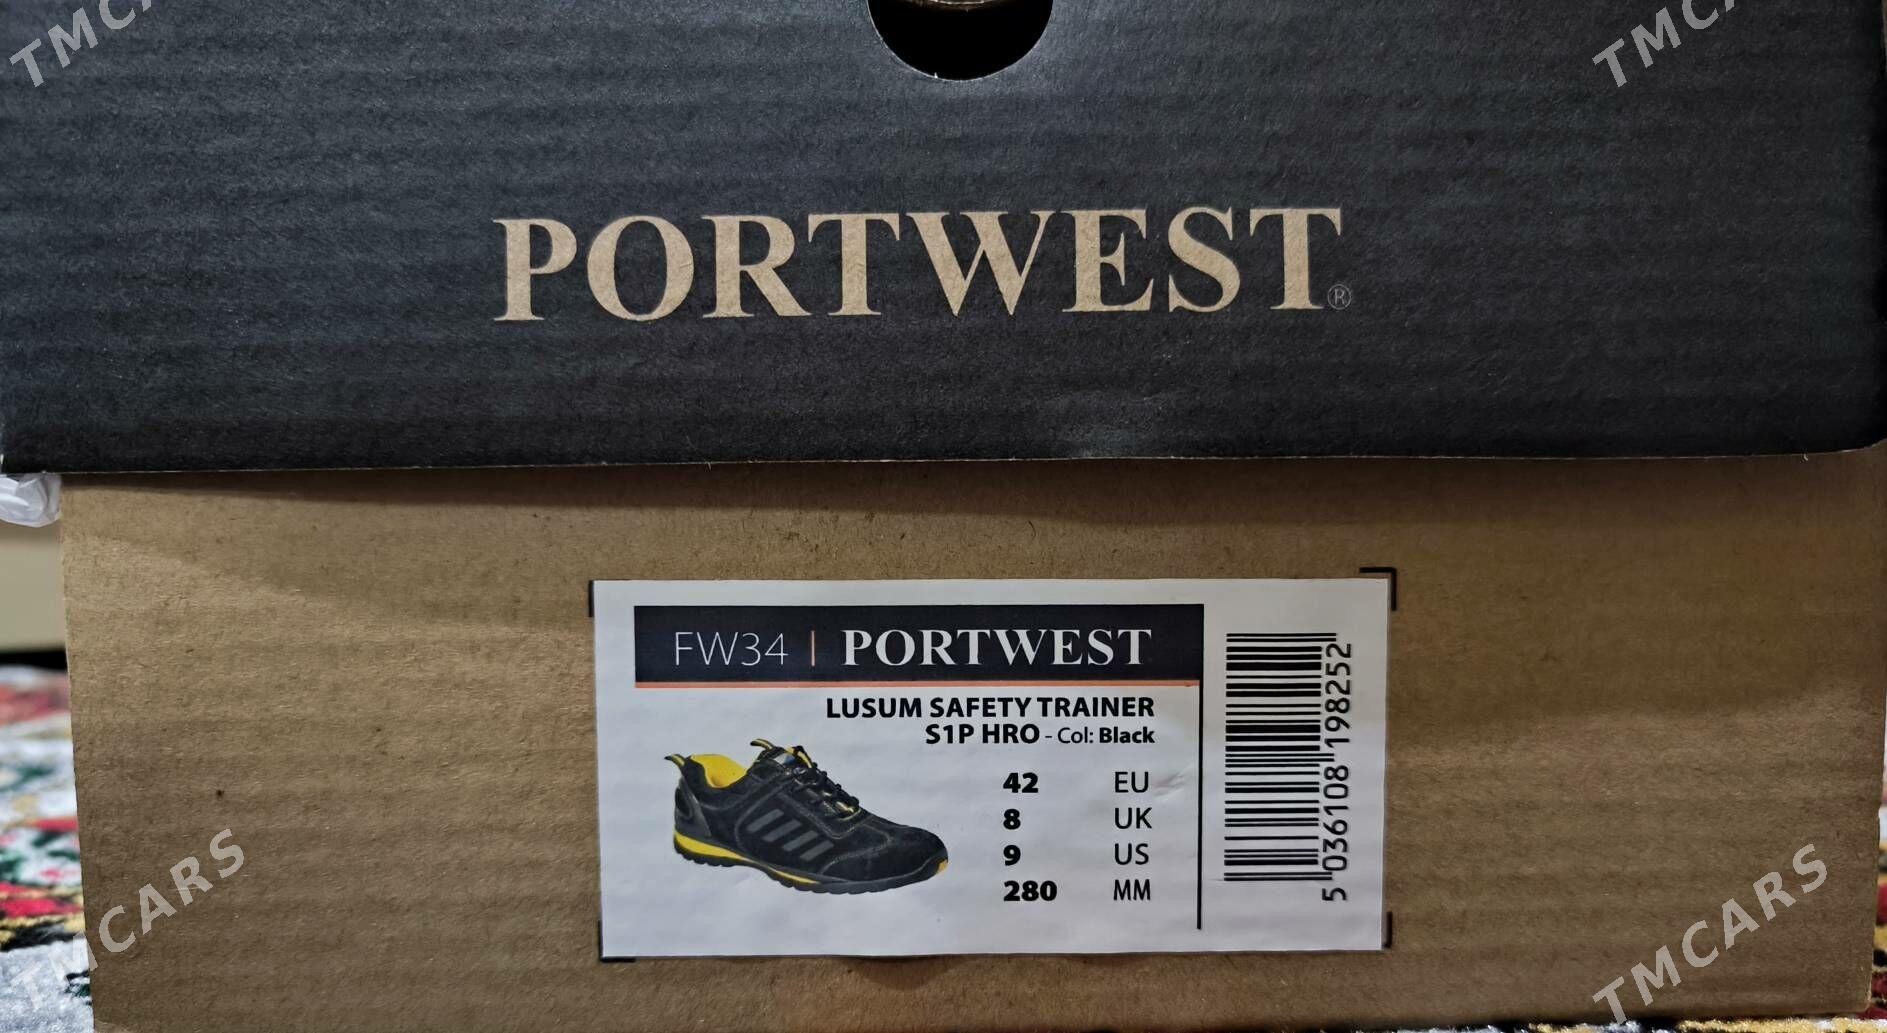 TMCARS
TMCARS
PORTWEST®
FW34 | PORTWEST
LUSUM SAFETY TRAINER
S1P HRO - Col: Black
42 EU
8 UK
9 US
280 MM
5 036108 198252
TMCARS
TMCARS